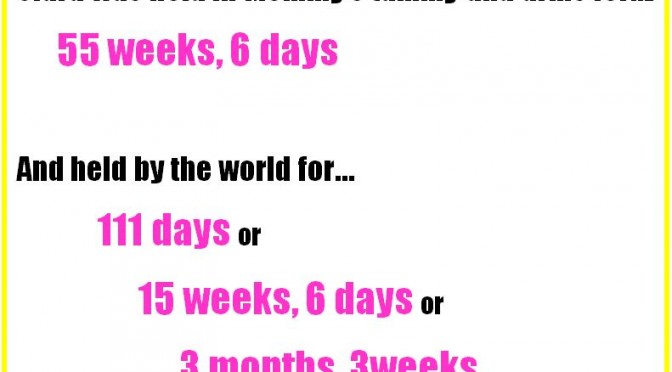 55 weeks, 6 days
And held by the world for...
111 days or
15 weeks, 6 days or
3 months, 3weeks